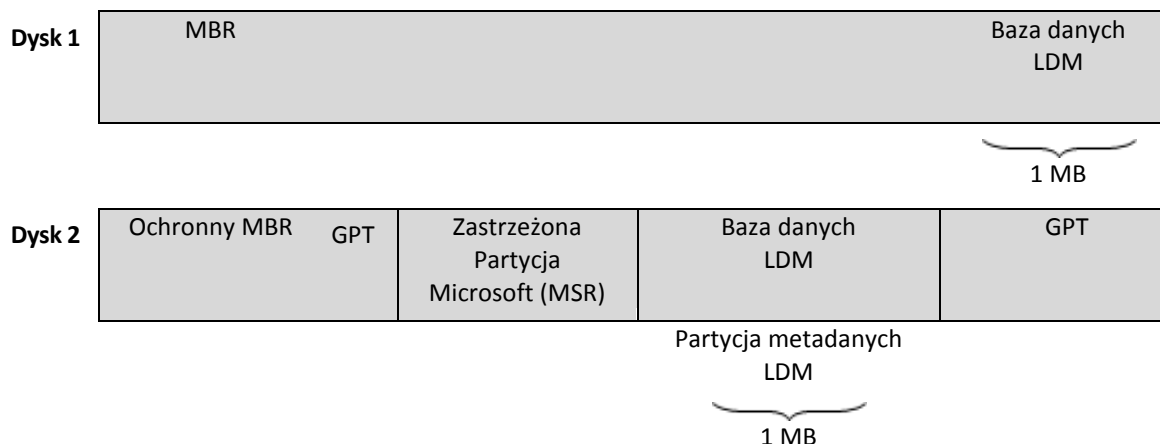 Dysk 1
MBR
Baza danych
LDM
1 MB
Dysk 2
Ochronny MBR
GPT
Zastrzeżona
Partycja
Microsoft (MSR)
Baza danych
LDM
GPT
Partycja metadanych
LDM
1 MB